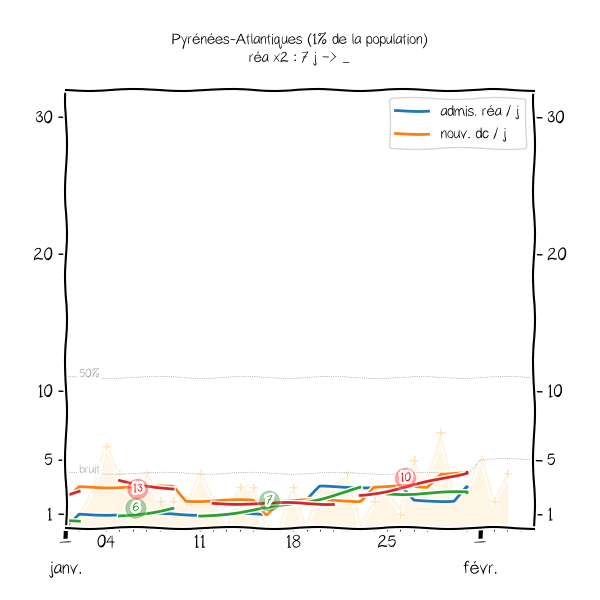 Pyrénées-Atlantiques (1% de la population)
réa x2 : 7 j -> _
admis. réa / j
nouv. dc / j
30 30
20 20
50%
10 10
5 5
bruit
13 6 7 10
1 1
04 11 18 25
janv. févr.